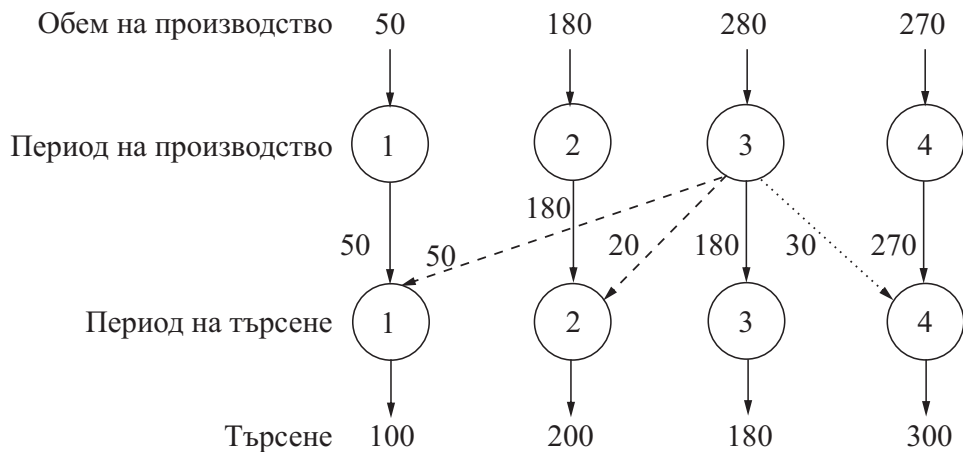 Обем на производство 50 180 280 270
Период на производство 1 2 3 4
50 50 180 20 180 30 270
Период на търсене 1 2 3 4
Търсене 100 200 180 300